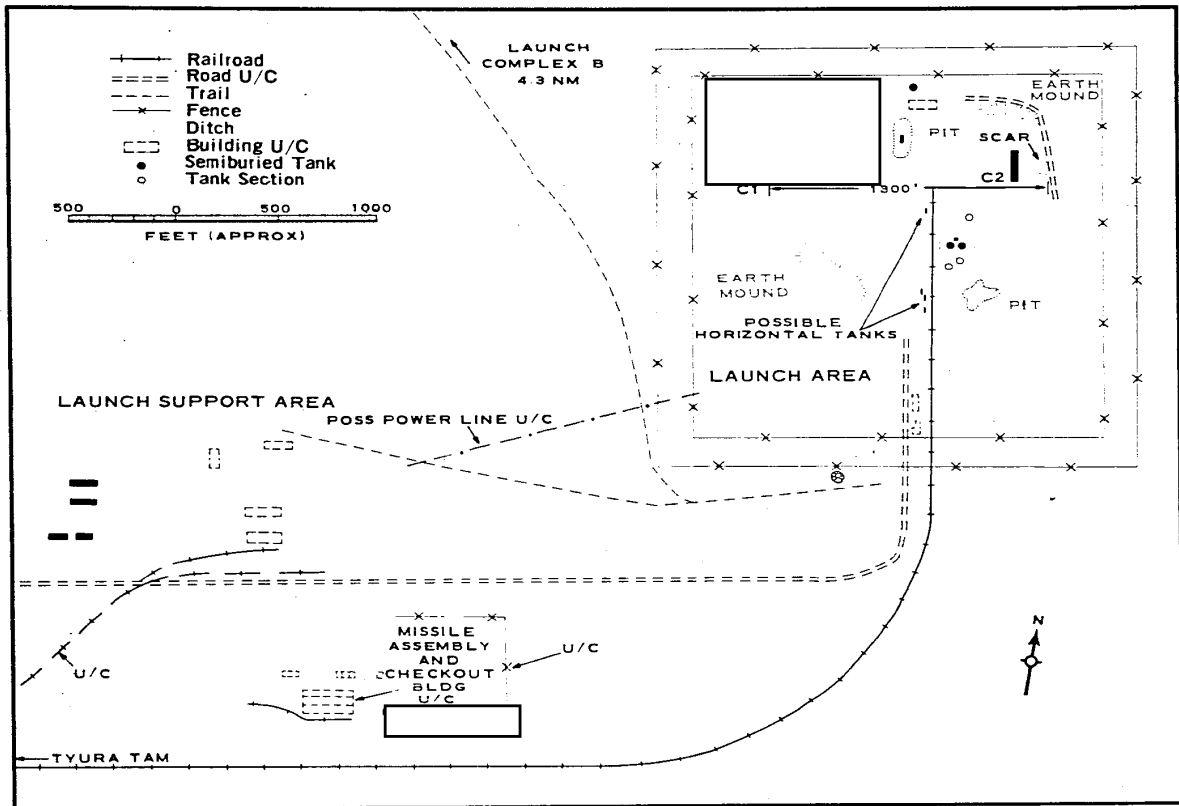 Railroad
Road U/C
Trail
Fence
Ditch
Building U/C
Semiburied Tank
Tank Section
500 0 500 1000
FEET (APPROX)
LAUNCH
COMPLEX B
4.3 NM
EARTH
MOUND
PIT
SCAR
C1
1300'
C2
EARTH
MOUND
PIT
POSSIBLE
HORIZONTAL TANKS
LAUNCH AREA
LAUNCH SUPPORT AREA
POSS POWER LINE U/C
N
U/C
MISSILE
ASSEMBLY
AND
CHECKOUT
BLDG
U/C
U/C
TYURA TAM